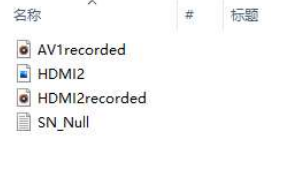 名称 # 标题
AV1recorded
HDMI2
HDMI2recorded
SN_Null